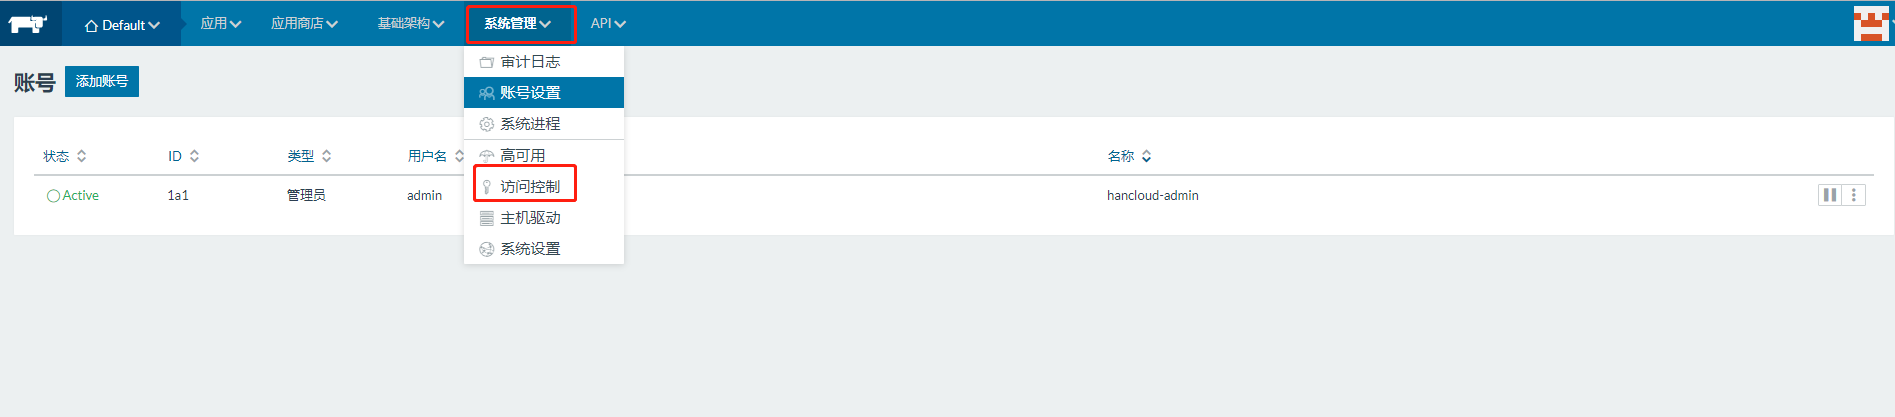 Default 应用 应用商店 基础架构 系统管理 API
审计日志
账号 添加账号
账号设置
系统进程
高可用
状态 ID 类型 用户名 名称
访问控制
Active 1a1 管理员 admin hancloud-admin
主机驱动
系统设置